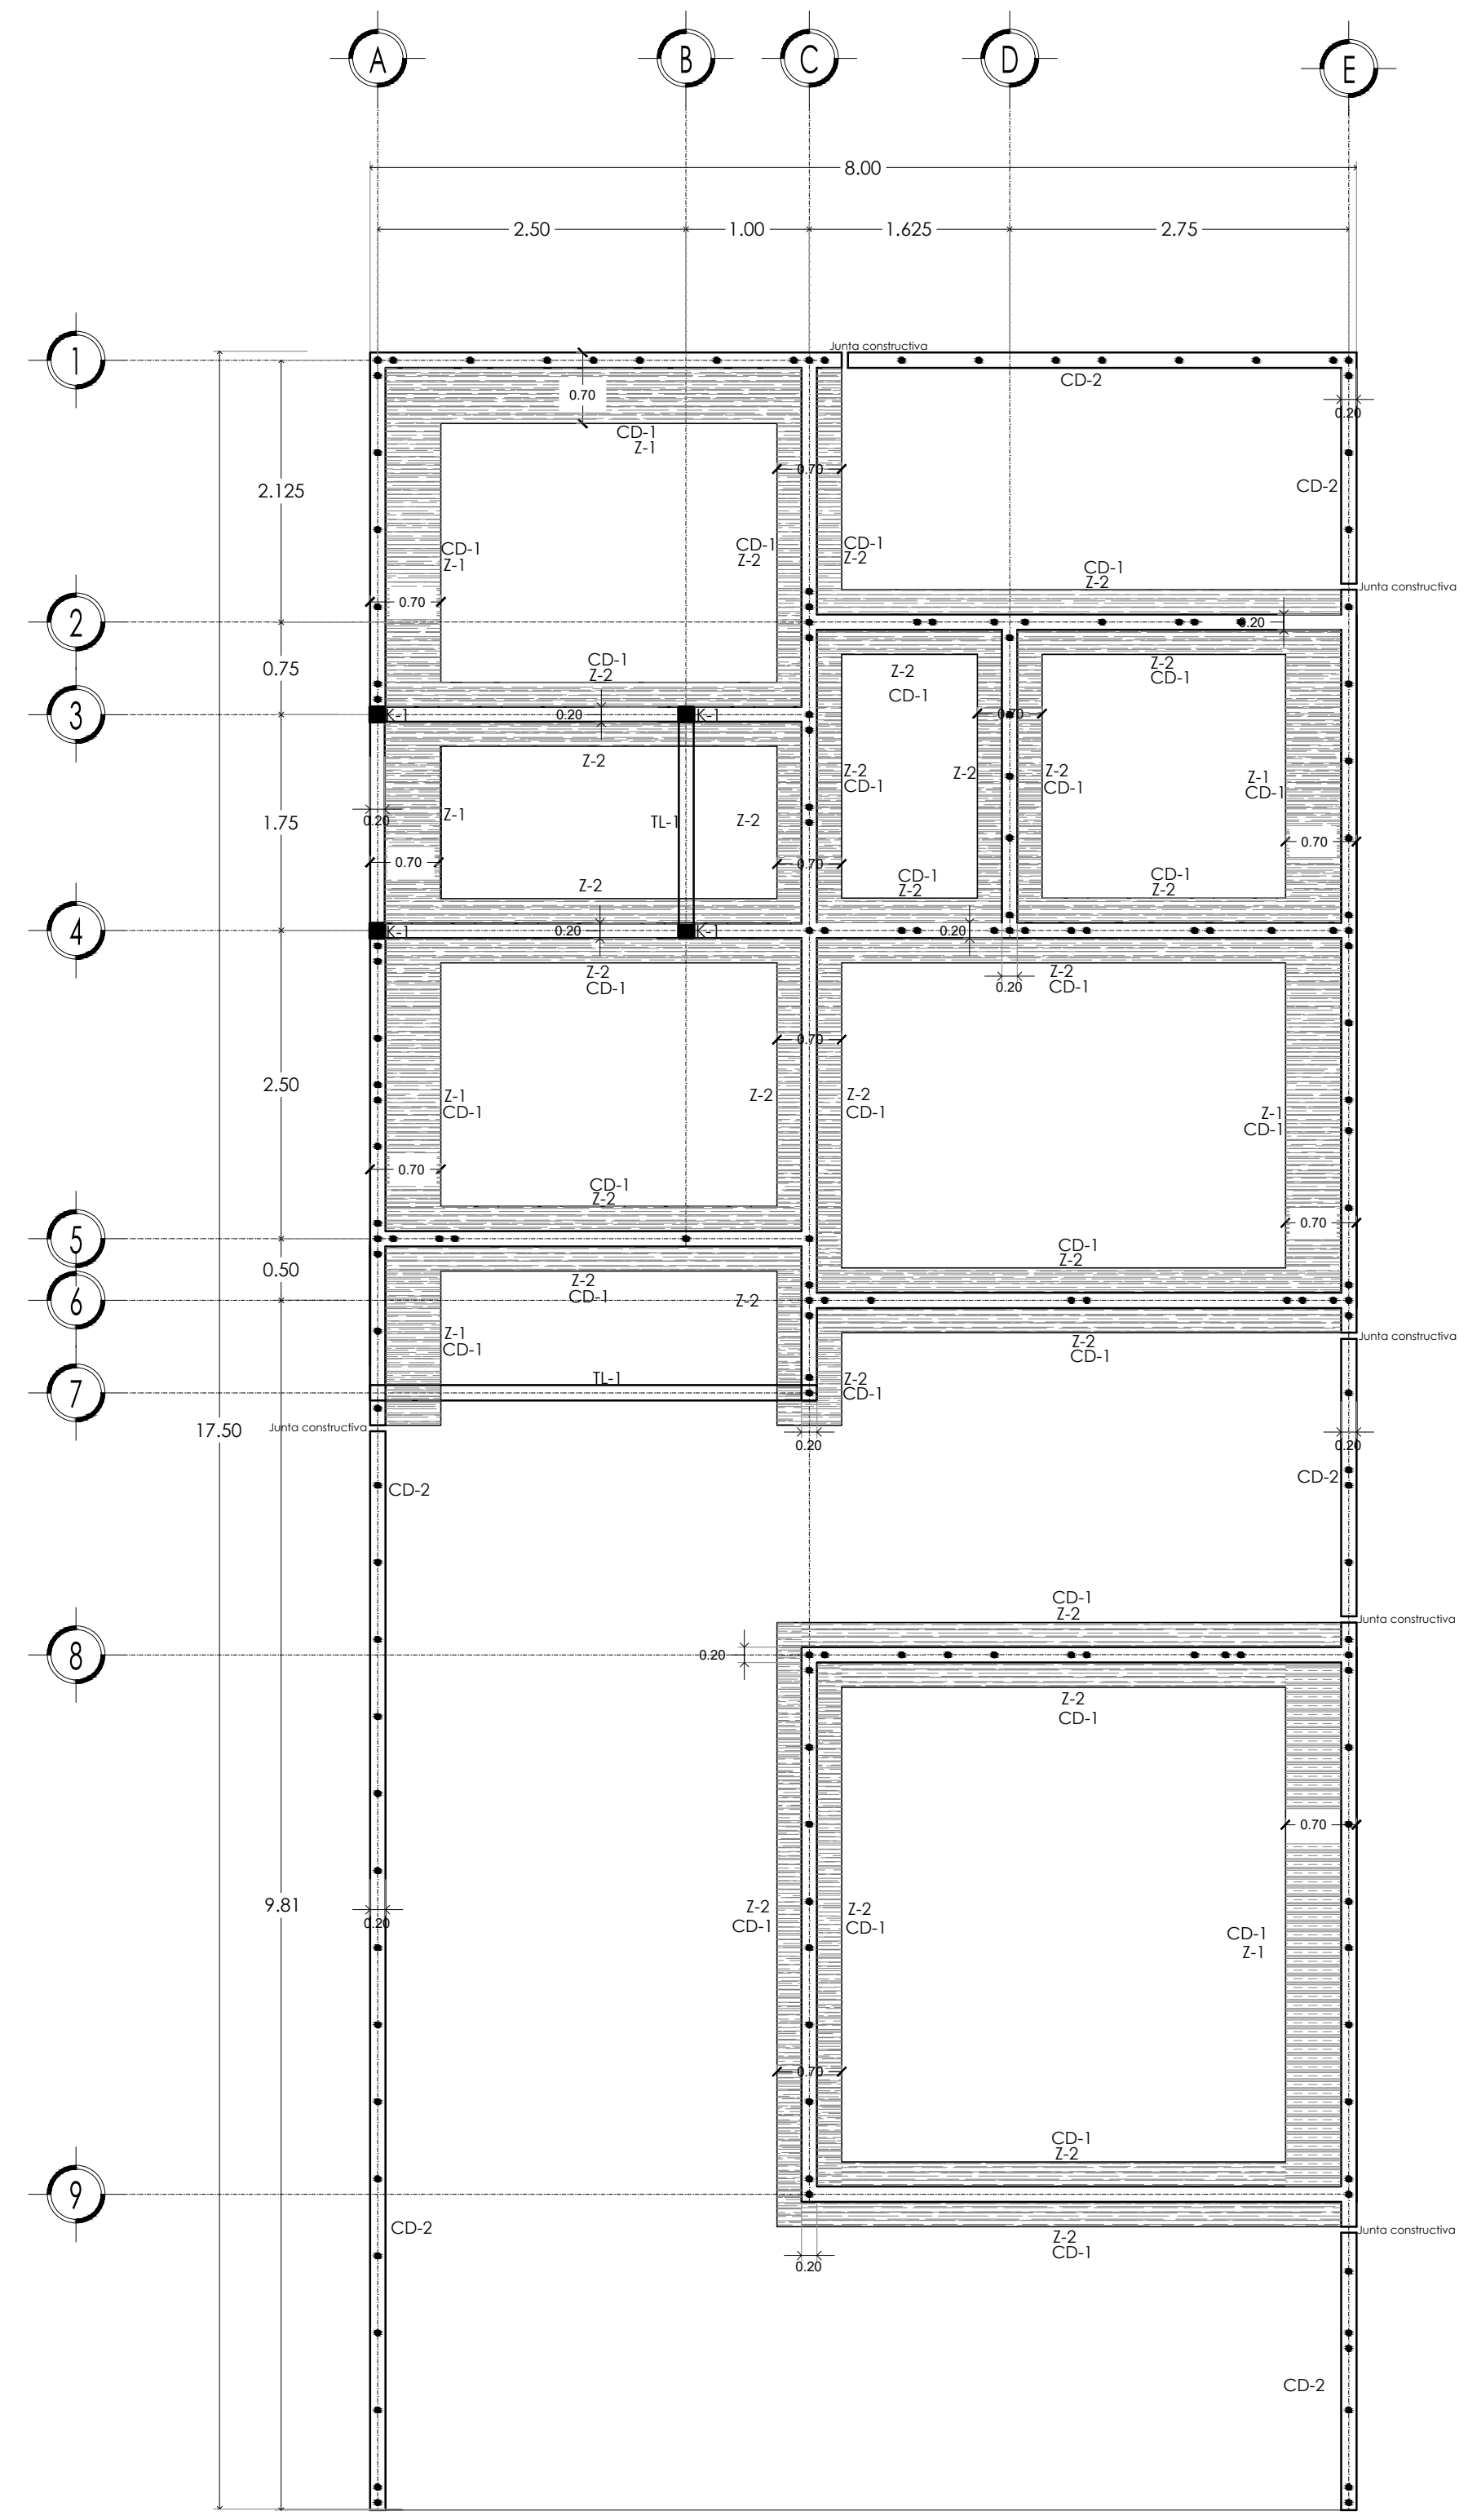 A
B
C
D
E
8.00
2.50
1.00
1.625
2.75
Junta constructiva
1
CD-2
0.70
0.20
CD-1
Z-1
0.70
2.125
CD-2
CD-1
Z-1
CD-1
Z-2
CD-1
Z-2
CD-1
Z-2
Junta constructiva
0.70
2
0.20
CD-1
Z-2
Z-2
CD-1
Z-2
CD-1
0.75
3
K-1
0.20
K-1
0.70
Z-2
Z-2
CD-1
Z-2
Z-2
CD-1
Z-1
CD-1
1.75
0.20
Z-1
TL-1
Z-2
0.70
0.70
0.70
Z-2
CD-1
Z-2
CD-1
Z-2
4
K-1
0.20
K-1
0.20
Z-2
CD-1
0.20
Z-2
CD-1
0.70
2.50
Z-1
CD-1
Z-2
Z-2
CD-1
Z-1
CD-1
0.70
CD-1
Z-2
0.70
5
CD-1
Z-2
0.50
Z-2
CD-1
6
Z-2
Z-1
CD-1
Junta constructiva
Z-2
CD-1
7
TL-1
Z-2
CD-1
17.50
Junta constructiva
0.20
0.20
CD-2
CD-2
CD-1
Z-2
Junta constructiva
8
0.20
Z-2
CD-1
0.70
9.81
0.20
Z-2
CD-1
Z-2
CD-1
CD-1
Z-1
0.70
CD-1
Z-2
9
CD-2
Junta constructiva
Z-2
CD-1
0.20
CD-2